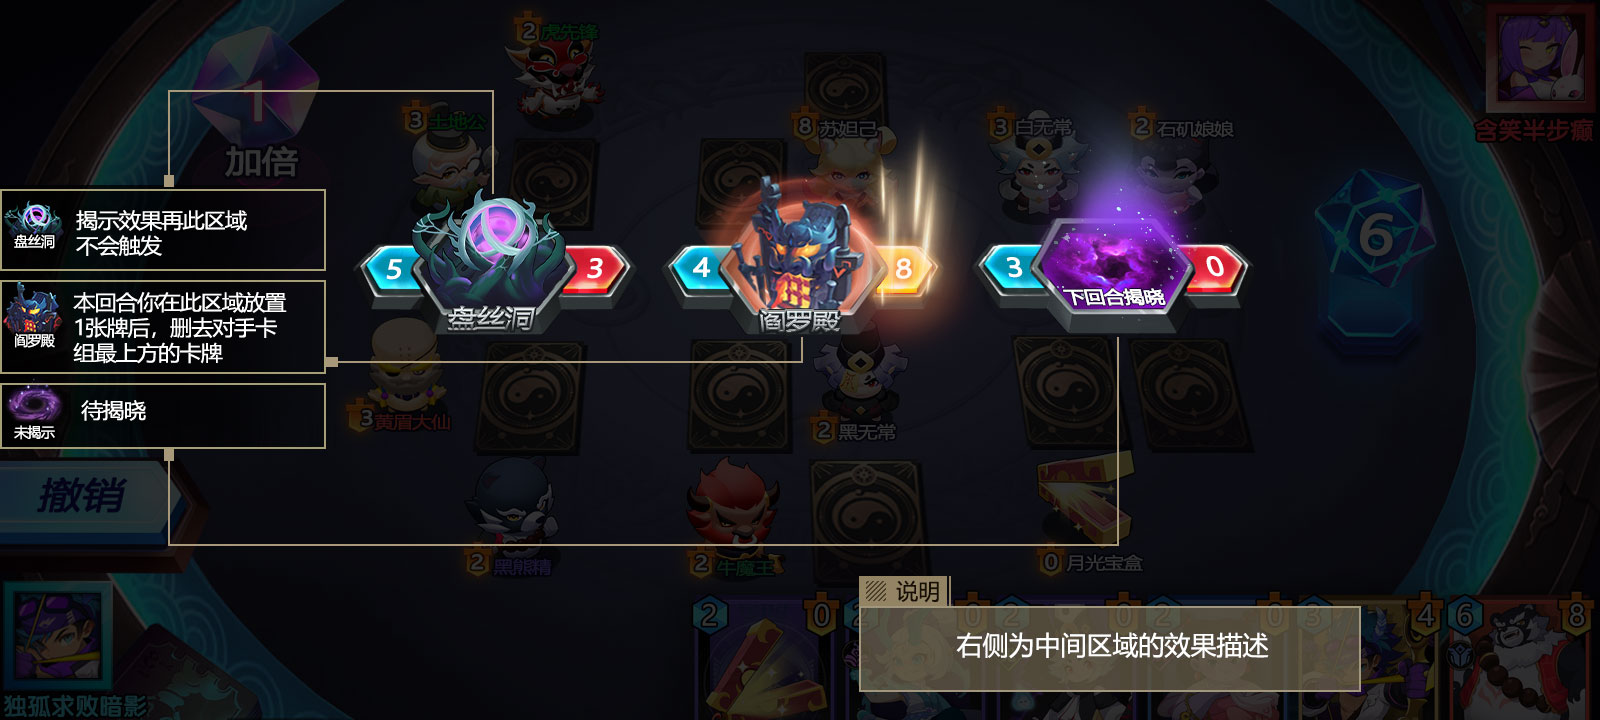 2 虎先锋
1
加倍
3 土地公
8 苏妲己
3 白无常
2 石矶娘娘
含笑半步癫
6
盘丝洞
揭示效果再此区域
不会触发
5
3
盘丝洞
4
8
阎罗殿
3
0
下回合揭晓
阎罗殿
本回合你在此区域放置
1张牌后，删去对手卡
组最上方的卡牌
未揭示
待揭晓
3 黄眉大仙
2 黑无常
撤销
2 黑熊精
2 牛魔王
0 月光宝盒
说明
右侧为中间区域的效果描述
2
0
2
0
2
0
2
0
3
4
6
8
独孤求败暗影